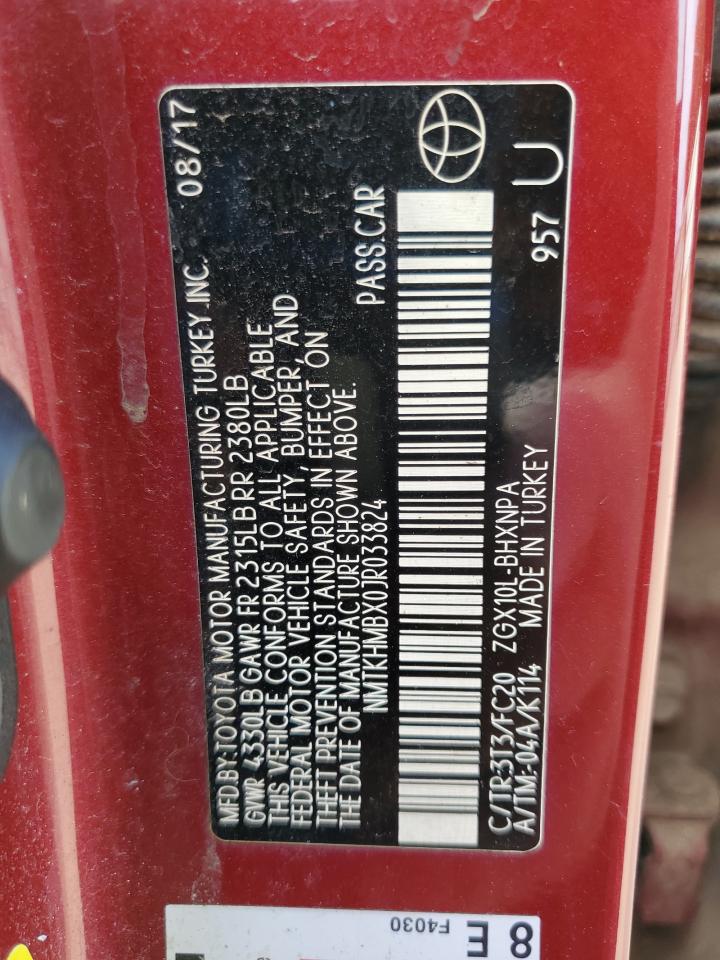 MFD BY: TOYOTA MOTOR MANUFACTURING TURKEY INC. 08/17
GVWR 4330LB GAWR FR 2315LB RR 2380LB
THIS VEHICLE CONFORMS TO ALL APPLICABLE
FEDERAL MOTOR VEHICLE SAFETY, BUMPER, AND
THEFT PREVENTION STANDARDS IN EFFECT ON
THE DATE OF MANUFACTURE SHOWN ABOVE.
NMTKHMBX0JR033824 PASS.CAR
C/TR:3T3/FC20 ZGX10L-BHXNPA
A/TM:-04A/K114 MADE IN TURKEY 957 U
F4030
8E